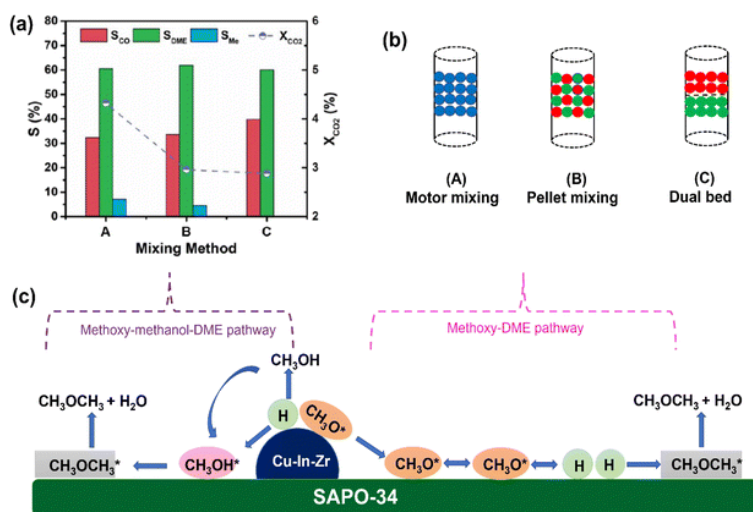 (a)
S_CO S_DME S_Me X_CO2
S (%)
80
70
60
50
40
30
20
10
0
6
5
4
3
2
X_CO2 (%)
A B C
Mixing Method
(b)
(A) (B) (C)
Motor mixing Pellet mixing Dual bed
(c)
Methoxy-methanol-DME pathway
Methoxy-DME pathway
CH₃OH
CH₃OCH₃ + H₂O
CH₃OCH₃ + H₂O
H CH₃O*
CH₃OCH₃* CH₃OH* Cu-In-Zr CH₃O* CH₃O* H H CH₃OCH₃*
SAPO-34